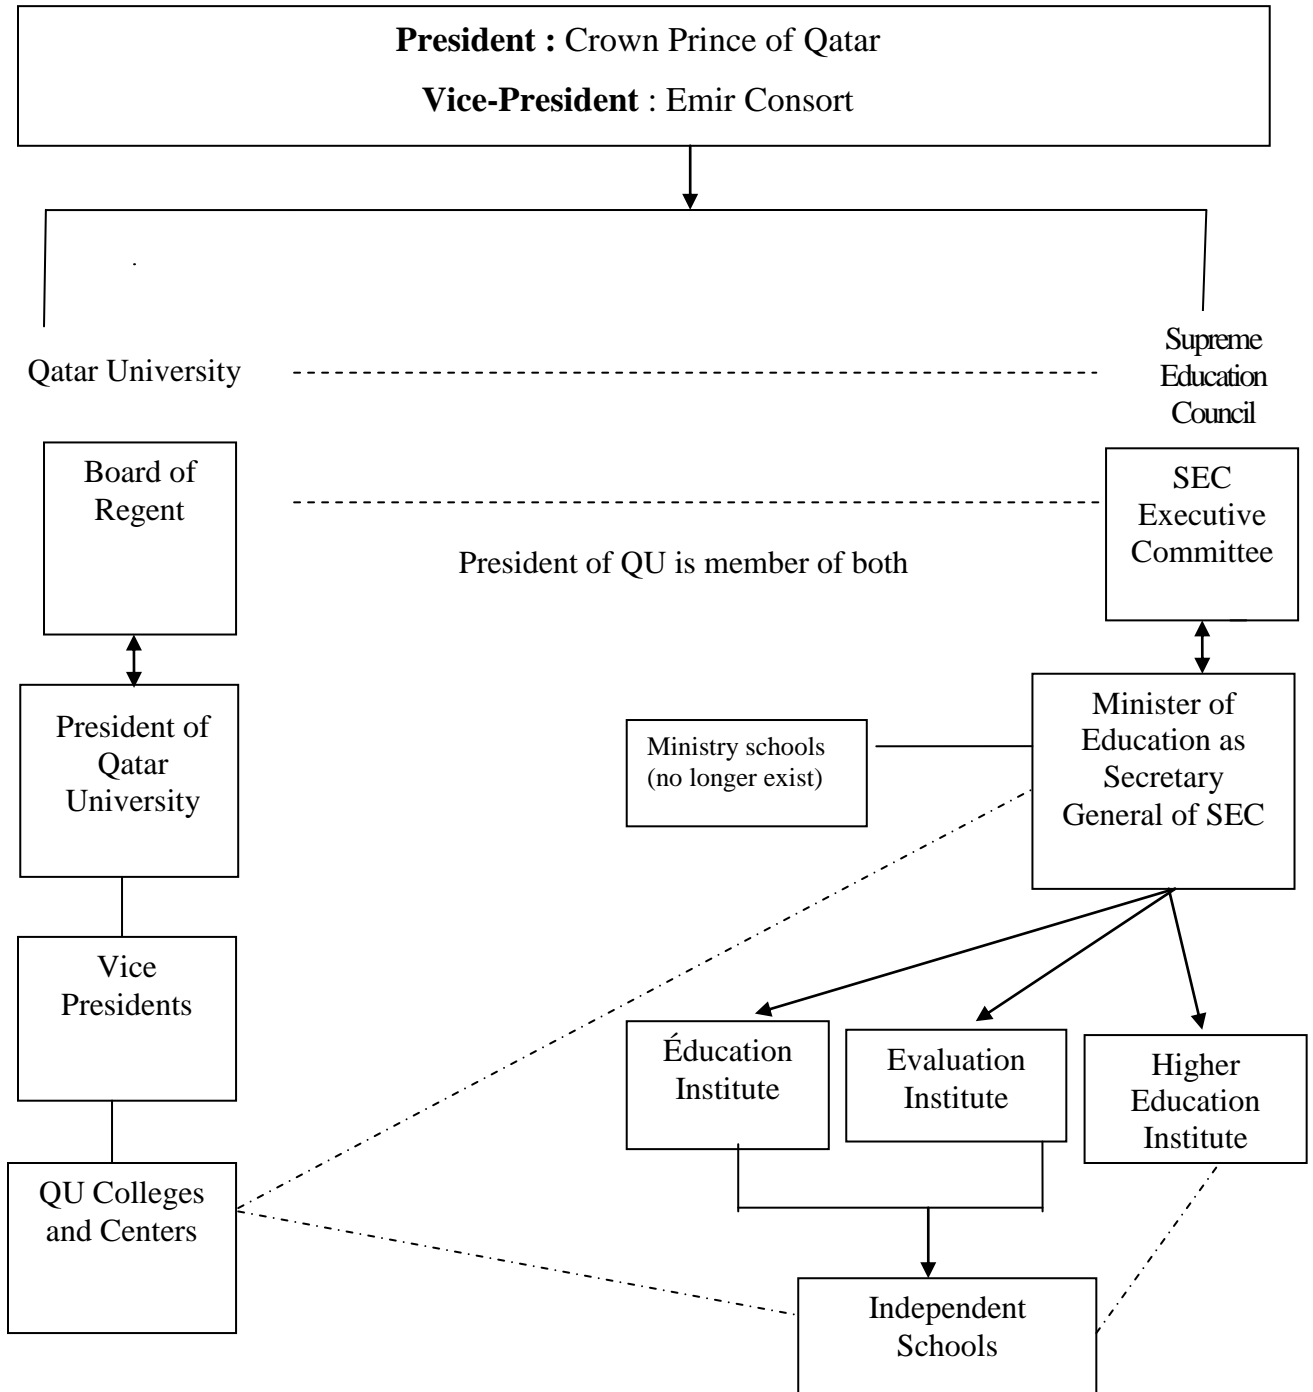 President : Crown Prince of Qatar
Vice-President : Emir Consort
Qatar University
Supreme
Education
Council
Board of
Regent
SEC
Executive
Committee
President of QU is member of both
President of
Qatar
University
Ministry schools
(no longer exist)
Minister of
Education as
Secretary
General of SEC
Vice
Presidents
Éducation
Institute
Evaluation
Institute
Higher
Education
Institute
QU Colleges
and Centers
Independent
Schools